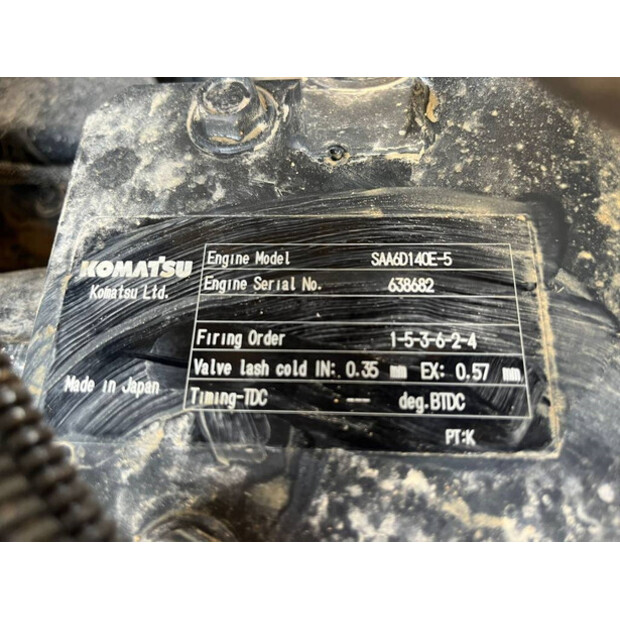 KOMATSU
Komatsu Ltd.
Made in Japan
Engine Model SAA6D140E-5
Engine Serial No. 638682
Firing Order 1-5-3-6-2-4
Valve lash cold IN: 0.35 mm EX: 0.57 mm
Timing-TDC -- deg.BTDC
PT:K